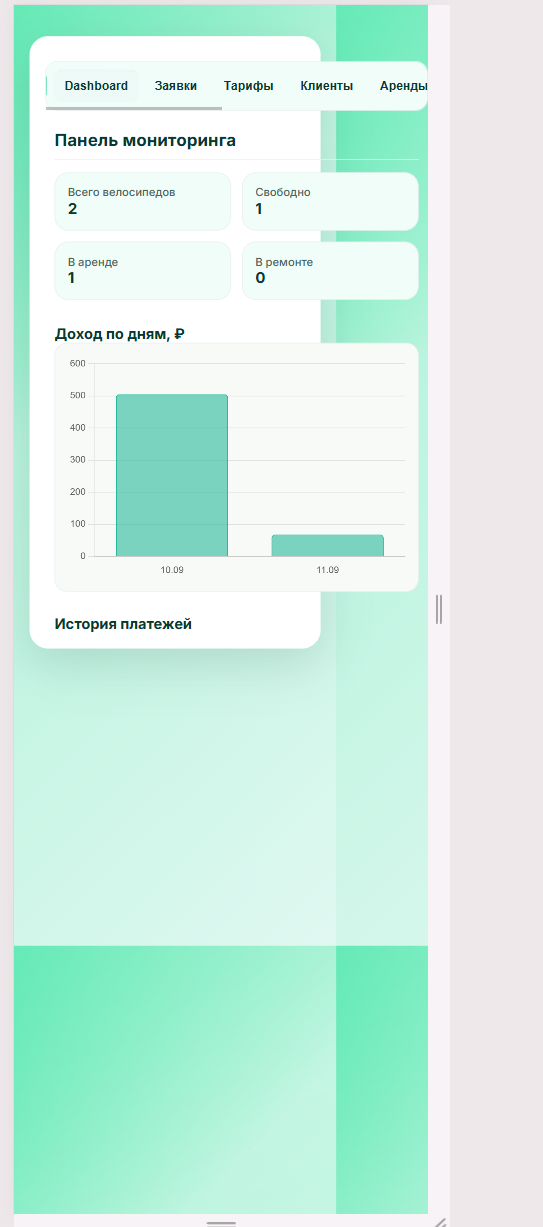 Dashboard Заявки Тарифы Клиенты Аренды
Панель мониторинга
Всего велосипедов
2
Свободно
1
В аренде
1
В ремонте
0
Доход по дням, ₽
600
500
400
300
200
100
0
10.09 11.09
История платежей